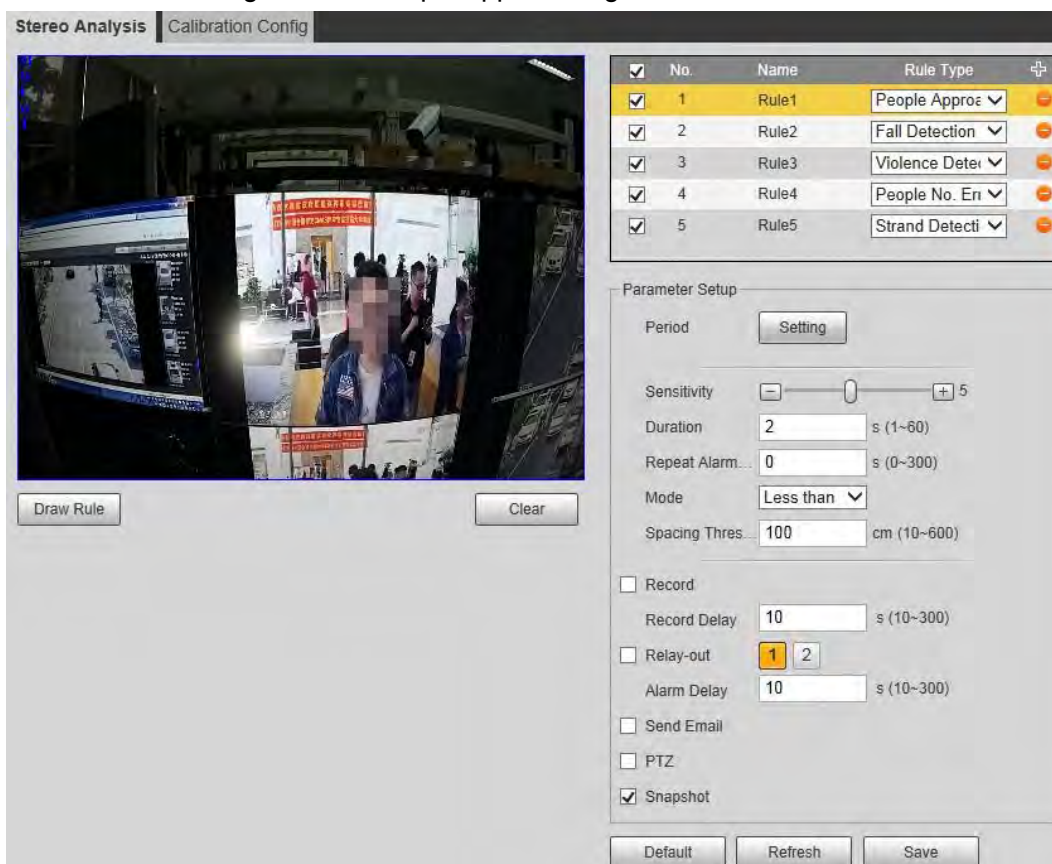 Stereo Analysis Calibration Config
No. Name Rule Type
1 Rule1 People Approa
2 Rule2 Fall Detection
3 Rule3 Violence Detec
4 Rule4 People No. Err
5 Rule5 Strand Detecti
Parameter Setup
Period Setting
Sensitivity 5
Duration 2 s (1~60)
Repeat Alarm... 0 s (0~300)
Mode Less than
Spacing Thres... 100 cm (10~600)
Draw Rule Clear
Record
Record Delay 10 s (10~300)
Relay-out 1 2
Alarm Delay 10 s (10~300)
Send Email
PTZ
Snapshot
Default Refresh Save